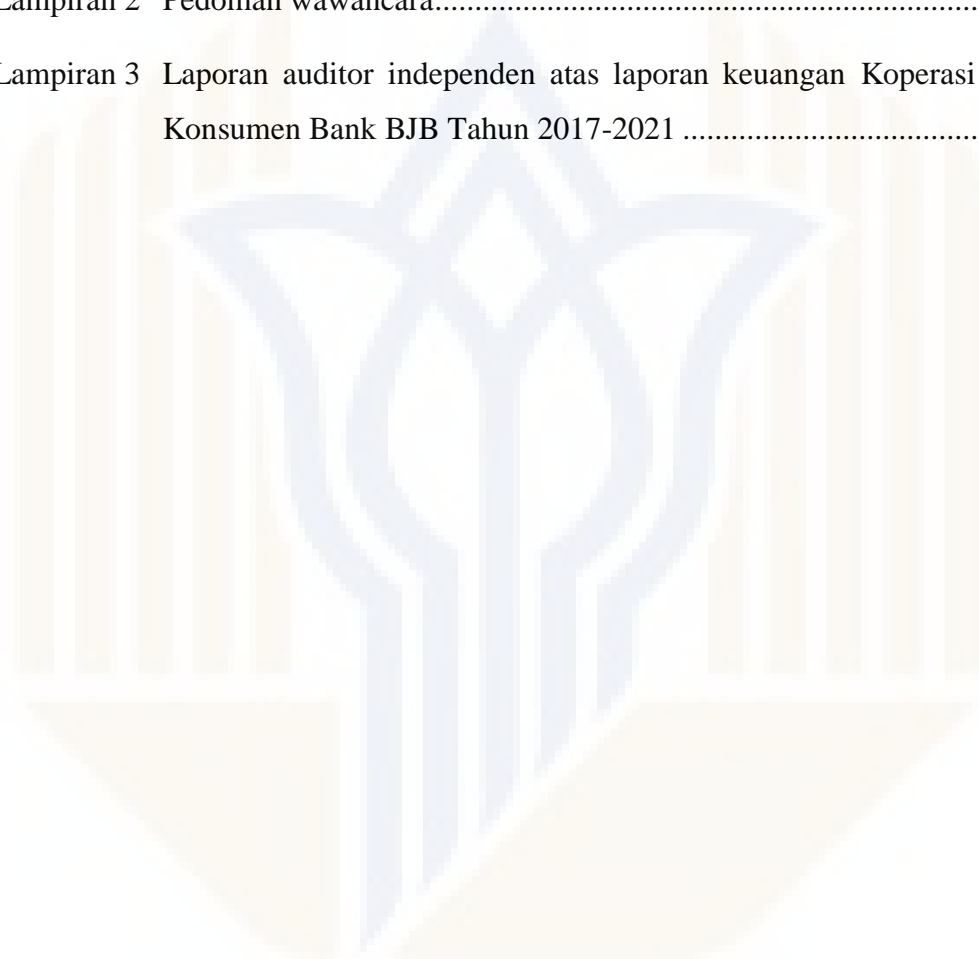 Lampiran 2 Pedoman wawancara..........................................................
Lampiran 3 Laporan auditor independen atas laporan keuangan Koperasi
Konsumen Bank BJB Tahun 2017-2021 ................................